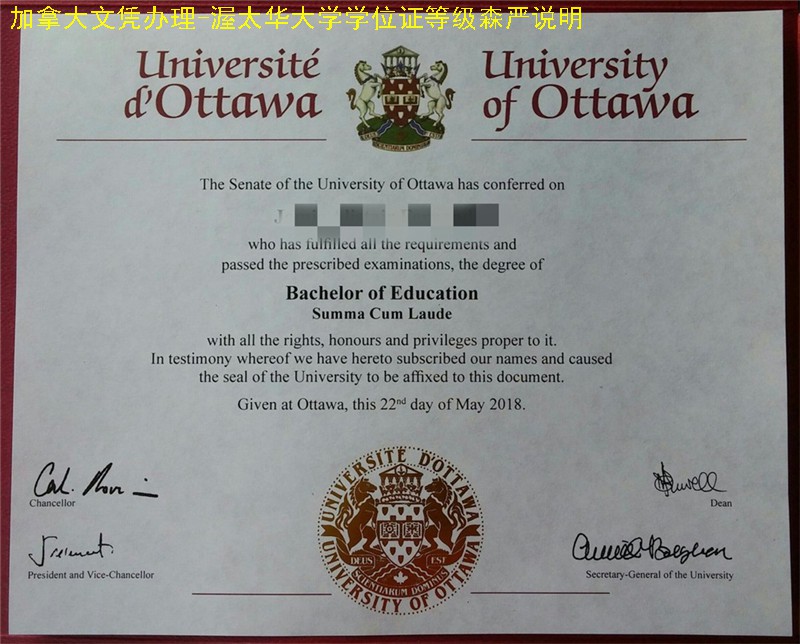 加拿大文凭办理-渥太华大学学位证等级森严说明
Université
d'Ottawa
University
of Ottawa
The Senate of the University of Ottawa has conferred on
who has fulfilled all the requirements and
passed the prescribed examinations, the degree of
Bachelor of Education
Summa Cum Laude
with all the rights, honours and privileges proper to it.
In testimony whereof we have hereto subscribed our names and caused
the seal of the University to be affixed to this document.
Given at Ottawa, this 22nd day of May 2018.
Chancellor
Dean
President and Vice-Chancellor
Secretary-General of the University
UNIVERSITÉ D'OTTAWA
DEUS EST
SCIENTIARUM DOMINUS
UNIVERSITY OF OTTAWA